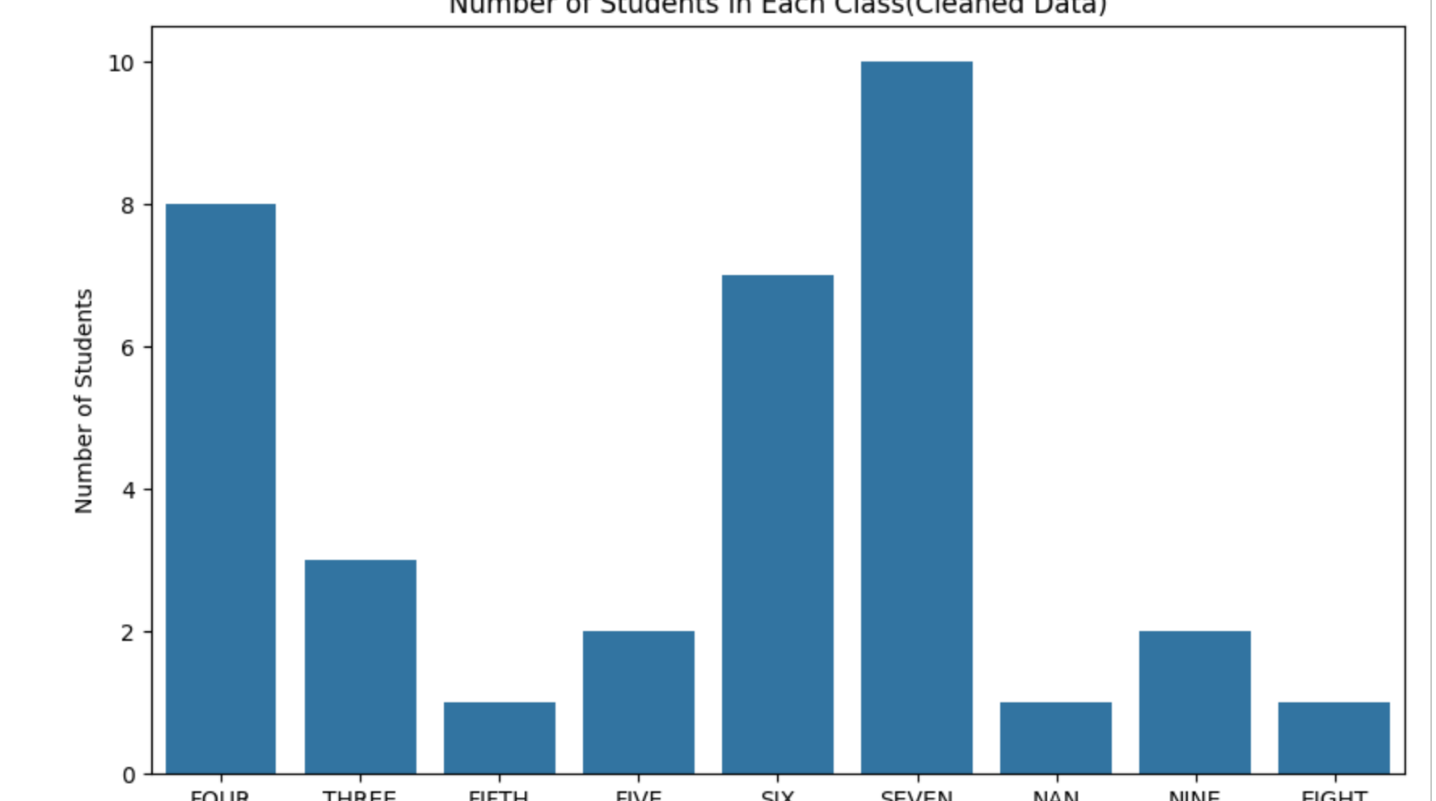 Number of Students in Each Class(Cleaned Data)
10
8
6
4
2
0
Number of Students
FOUR THREE FIFTH FIVE SIX SEVEN NAN NINE EIGHT